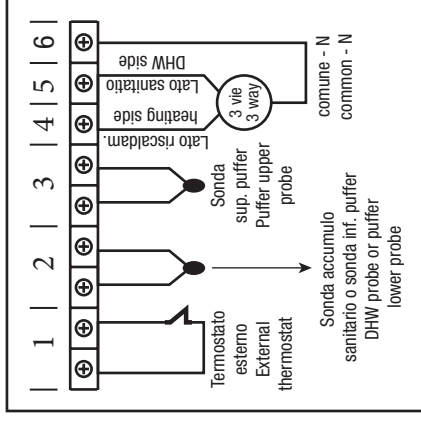 1 2 3 4 5 6
Termostato
esterno
External
thermostat
Sonda accumulo
sanitario o sonda inf. puffer
DHW probe or puffer
lower probe
Sonda
sup. puffer
Puffer upper
probe
Lato riscaldam.
heating side
Lato sanitatio
DHW side
3 vie
3 way
comune - N
common - N